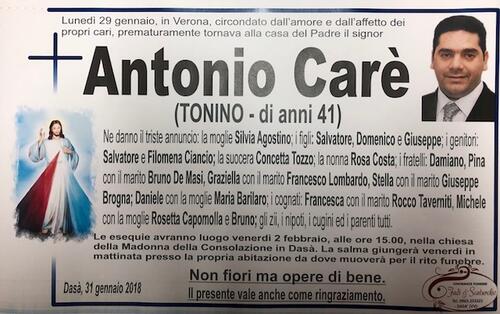 Lunedì 29 gennaio, in Verona, circondato dall'amore e dall'affetto dei
propri cari, prematuramente tornava alla casa del Padre il signor
Antonio Carè
(TONINO - di anni 41)
Ne danno il triste annuncio: la moglie Silvia Agostino; i figli: Salvatore, Domenico e Giuseppe; i genitori:
Salvatore e Filomena Ciancio; la suocera Concetta Tozzo; la nonna Rosa Costa; i fratelli: Damiano, Pina
con il marito Bruno De Masi, Graziella con il marito Francesco Lombardo, Stella con il marito Giuseppe
Brogna; Daniele con la moglie Maria Barilaro; i cognati: Francesca con il marito Rocco Taverniti, Michele
con la moglie Rosetta Capomolla e Bruno; gli zii, i nipoti, i cugini ed i parenti tutti.
Le esequie avranno luogo venerdì 2 febbraio, alle ore 15.00, nella chiesa
della Madonna della Consolazione in Dasà. La salma giungerà venerdì in
mattinata presso la propria abitazione da dove muoverà per il rito funebre.
Non fiori ma opere di bene.
Dasà, 31 gennaio 2018
Il presente vale anche come ringraziamento.
ONORANZE FUNEBRI